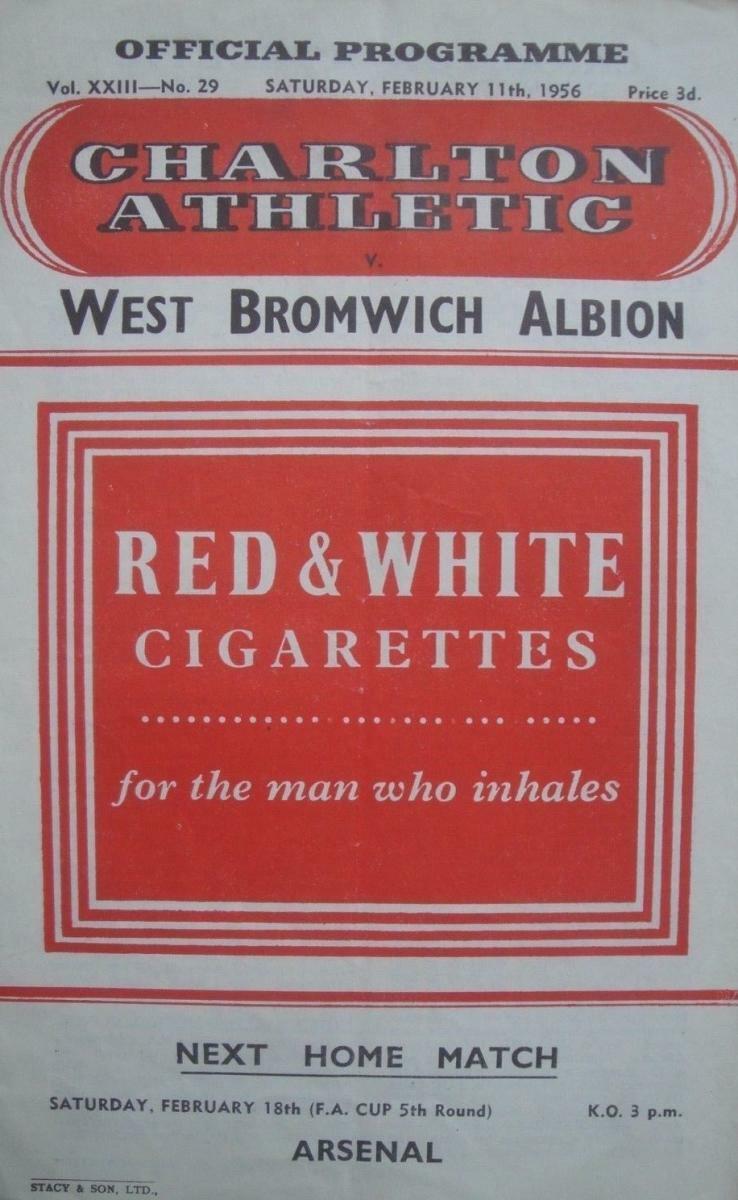 OFFICIAL PROGRAMME
Vol. XXIII—No. 29 SATURDAY, FEBRUARY 11th, 1956 Price 3d.
CHARLTON
ATHLETIC
v.
WEST BROMWICH ALBION
RED & WHITE
CIGARETTES
for the man who inhales
NEXT HOME MATCH
SATURDAY, FEBRUARY 18th (F.A. CUP 5th Round) K.O. 3 p.m.
ARSENAL
STACY & SON, LTD.,